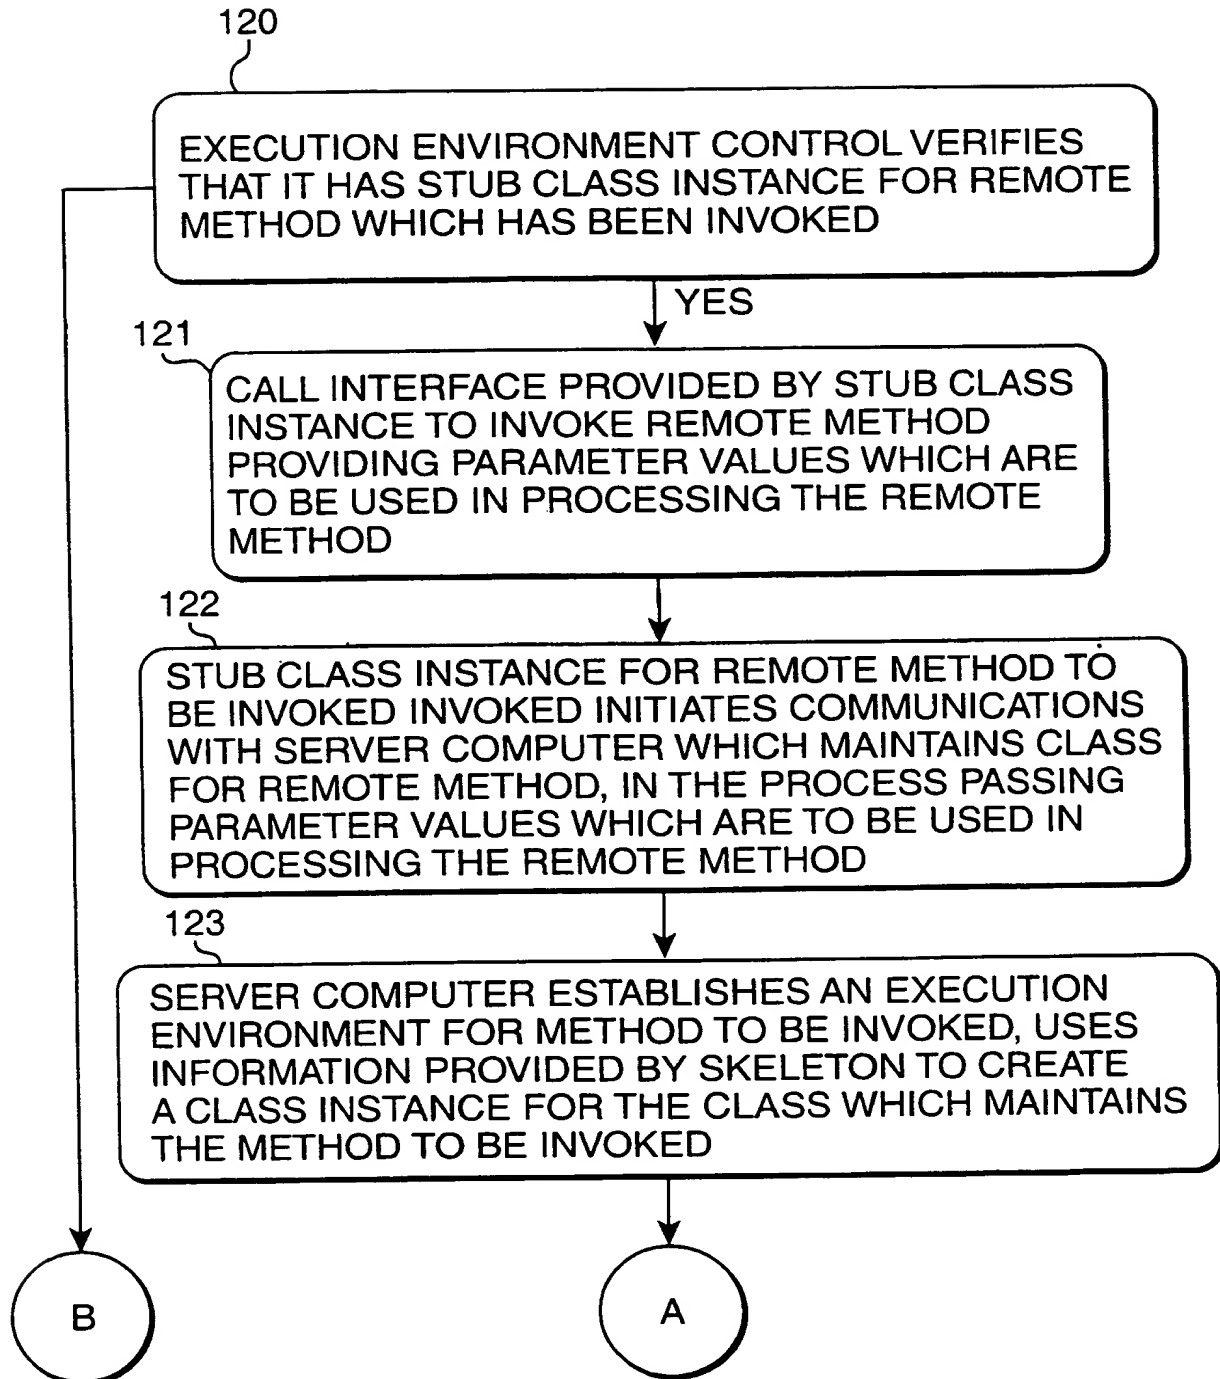 120
EXECUTION ENVIRONMENT CONTROL VERIFIES
THAT IT HAS STUB CLASS INSTANCE FOR REMOTE
METHOD WHICH HAS BEEN INVOKED
YES
121
CALL INTERFACE PROVIDED BY STUB CLASS
INSTANCE TO INVOKE REMOTE METHOD
PROVIDING PARAMETER VALUES WHICH ARE
TO BE USED IN PROCESSING THE REMOTE
METHOD
122
STUB CLASS INSTANCE FOR REMOTE METHOD TO
BE INVOKED INVOKED INITIATES COMMUNICATIONS
WITH SERVER COMPUTER WHICH MAINTAINS CLASS
FOR REMOTE METHOD, IN THE PROCESS PASSING
PARAMETER VALUES WHICH ARE TO BE USED IN
PROCESSING THE REMOTE METHOD
123
SERVER COMPUTER ESTABLISHES AN EXECUTION
ENVIRONMENT FOR METHOD TO BE INVOKED, USES
INFORMATION PROVIDED BY SKELETON TO CREATE
A CLASS INSTANCE FOR THE CLASS WHICH MAINTAINS
THE METHOD TO BE INVOKED
B
A